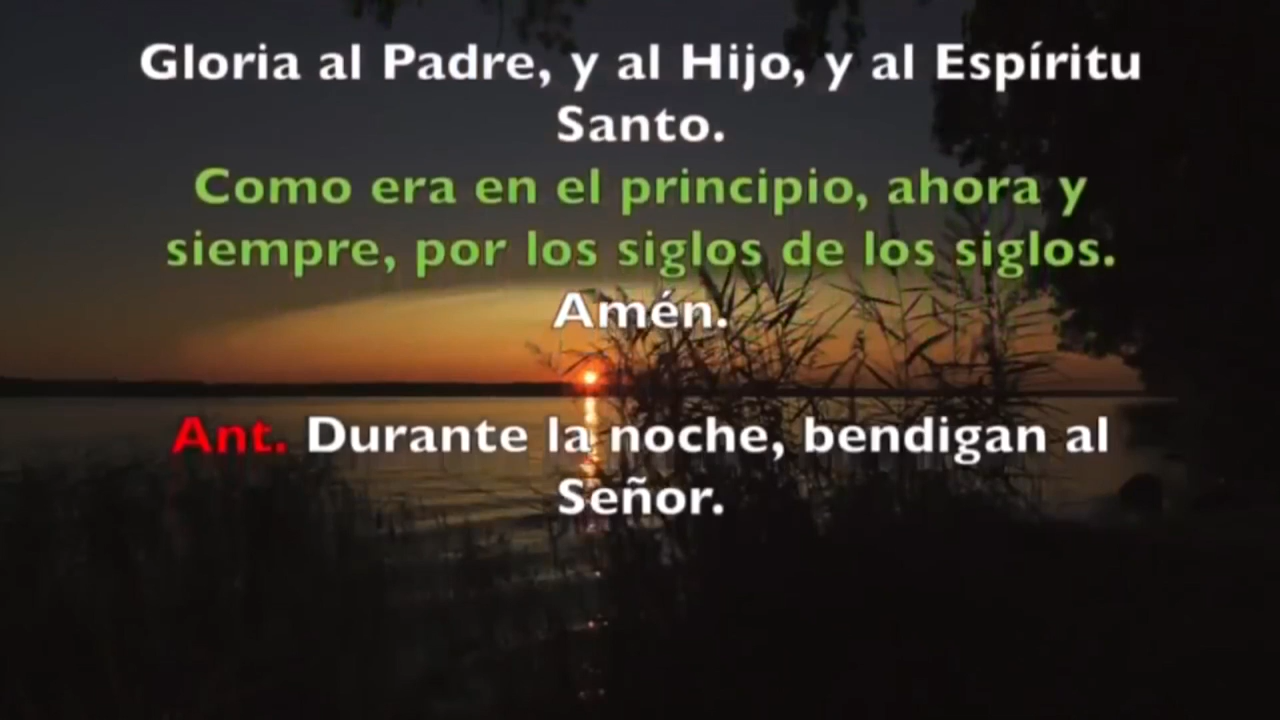 Gloria al Padre, y al Hijo, y al Espíritu
Santo.
Como era en el principio, ahora y
siempre, por los siglos de los siglos.
Amén.
Ant. Durante la noche, bendigan al
Señor.